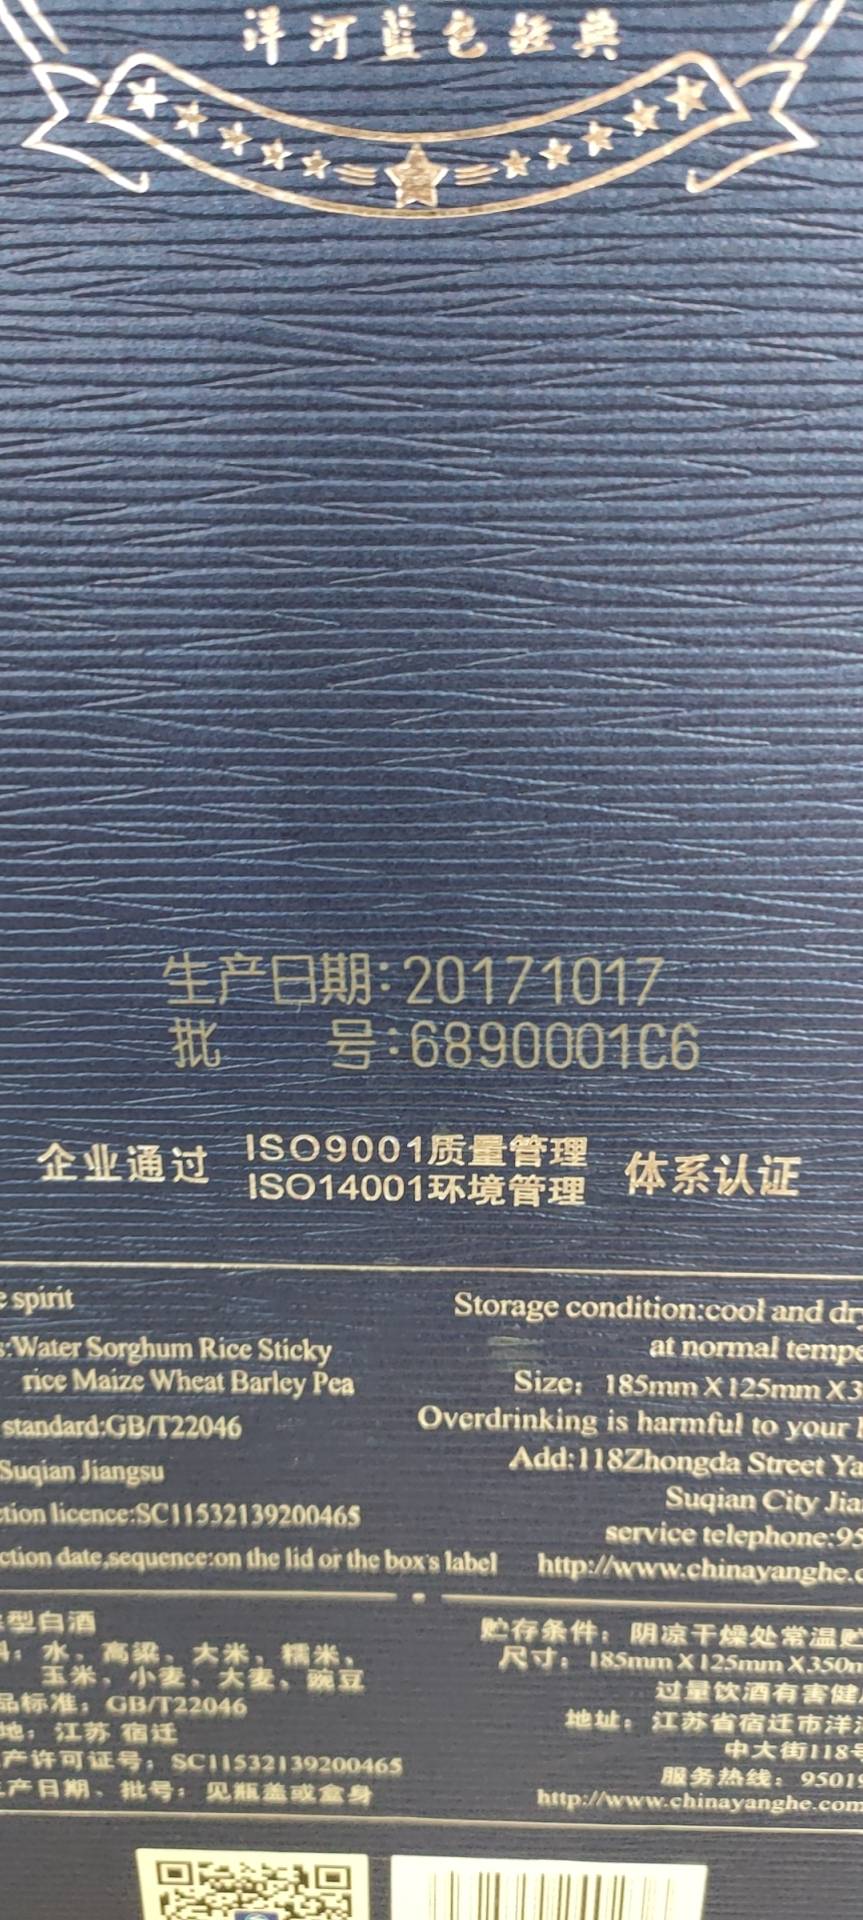 洋河蓝色经典
生产日期:20171017
批 号:6890001C6
企业通过 ISO9001质量管理 体系认证
ISO14001环境管理
e spirit
s:Water Sorghum Rice Sticky
rice Maize Wheat Barley Pea
standard:GB/T22046
Suqian Jiangsu
ction licence:SC11532139200465
ction date,sequence:on the lid or the box's label
Storage condition:cool and dry
at normal tempe
Size: 185mm X 125mm X 3
Overdrinking is harmful to your
Add:118Zhongda Street Ya
Suqian City Jia
service telephone:95
http://www.chinayanghe.c
型白酒
料：水、高粱、大米、糯米、
玉米、小麦、大麦、豌豆
品标准：GB/T22046
地：江苏 宿迁
产许可证号：SC11532139200465
生产日期、批号：见瓶盖或盒身
贮存条件：阴凉干燥处常温贮
尺寸：185mm X 125mm X 350m
过量饮酒有害健
地址：江苏省宿迁市洋河
中大街118号
服务热线：9501
http://www.chinayanghe.com